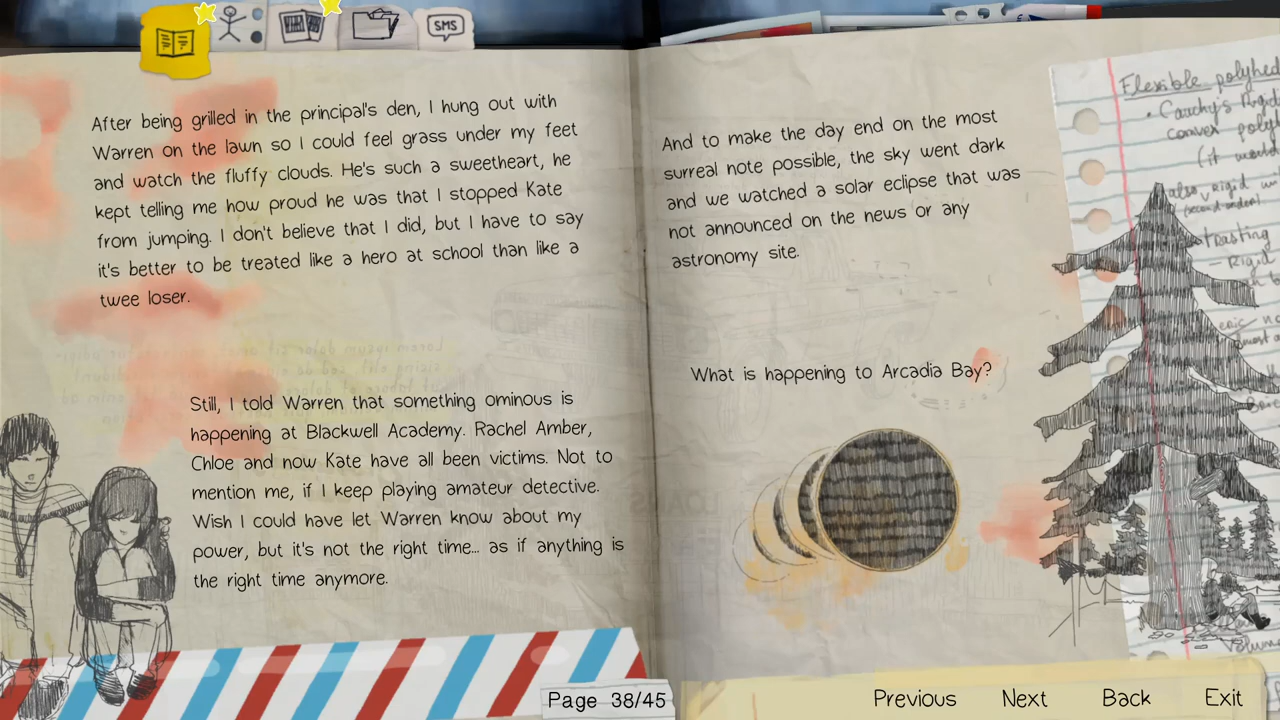 SMS
After being grilled in the principal's den, I hung out with
Warren on the lawn so I could feel grass under my feet
and watch the fluffy clouds. He's such a sweetheart, he
kept telling me how proud he was that I stopped Kate
from jumping. I don't believe that I did, but I have to say
it's better to be treated like a hero at school than like a
twee loser.
Still, I told Warren that something ominous is
happening at Blackwell Academy. Rachel Amber,
Chloe and now Kate have all been victims. Not to
mention me, if I keep playing amateur detective.
Wish I could have let Warren know about my
power, but it's not the right time... as if anything is
the right time anymore.
And to make the day end on the most
surreal note possible, the sky went dark
and we watched a solar eclipse that was
not announced on the news or any
astronomy site.
What is happening to Arcadia Bay?
Flexible
Cauchy's Rigid
(it would
also, rigid
Rigid
Page 38/45
Previous
Next
Back
Exit